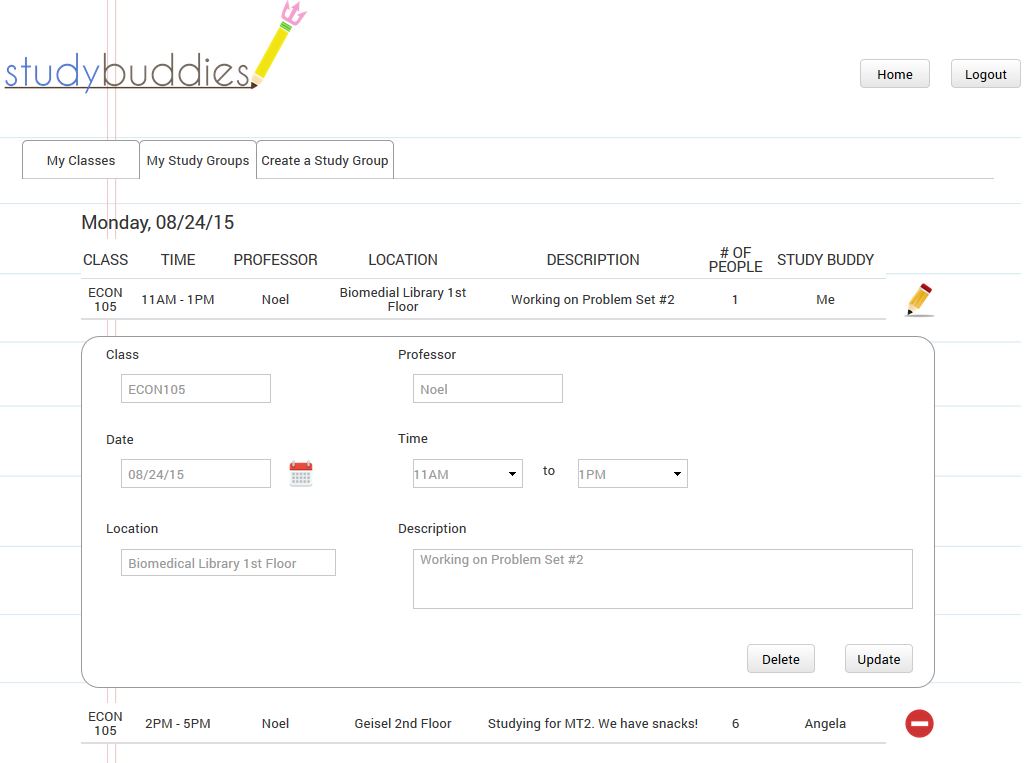 studybuddies
Home
Logout
My Classes
My Study Groups
Create a Study Group
Monday, 08/24/15
CLASS TIME PROFESSOR LOCATION DESCRIPTION # OF PEOPLE STUDY BUDDY
ECON 105 11AM - 1PM Noel Biomedial Library 1st Floor Working on Problem Set #2 1 Me
Class
Professor
ECON105
Noel
Date
Time
08/24/15
11AM to 1PM
Location
Description
Biomedical Library 1st Floor
Working on Problem Set #2
Delete
Update
ECON 105 2PM - 5PM Noel Geisel 2nd Floor Studying for MT2. We have snacks! 6 Angela